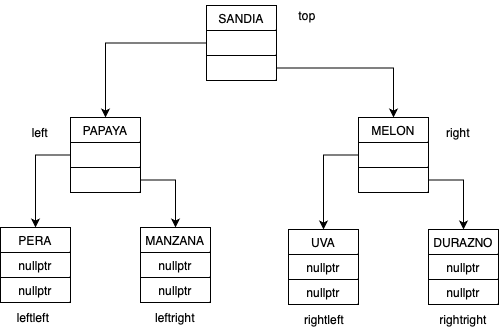 SANDIA
top
left
PAPAYA
MELON
right
PERA
MANZANA
UVA
DURAZNO
nullptr
nullptr
nullptr
nullptr
nullptr
nullptr
nullptr
nullptr
leftleft
leftright
rightleft
rightright